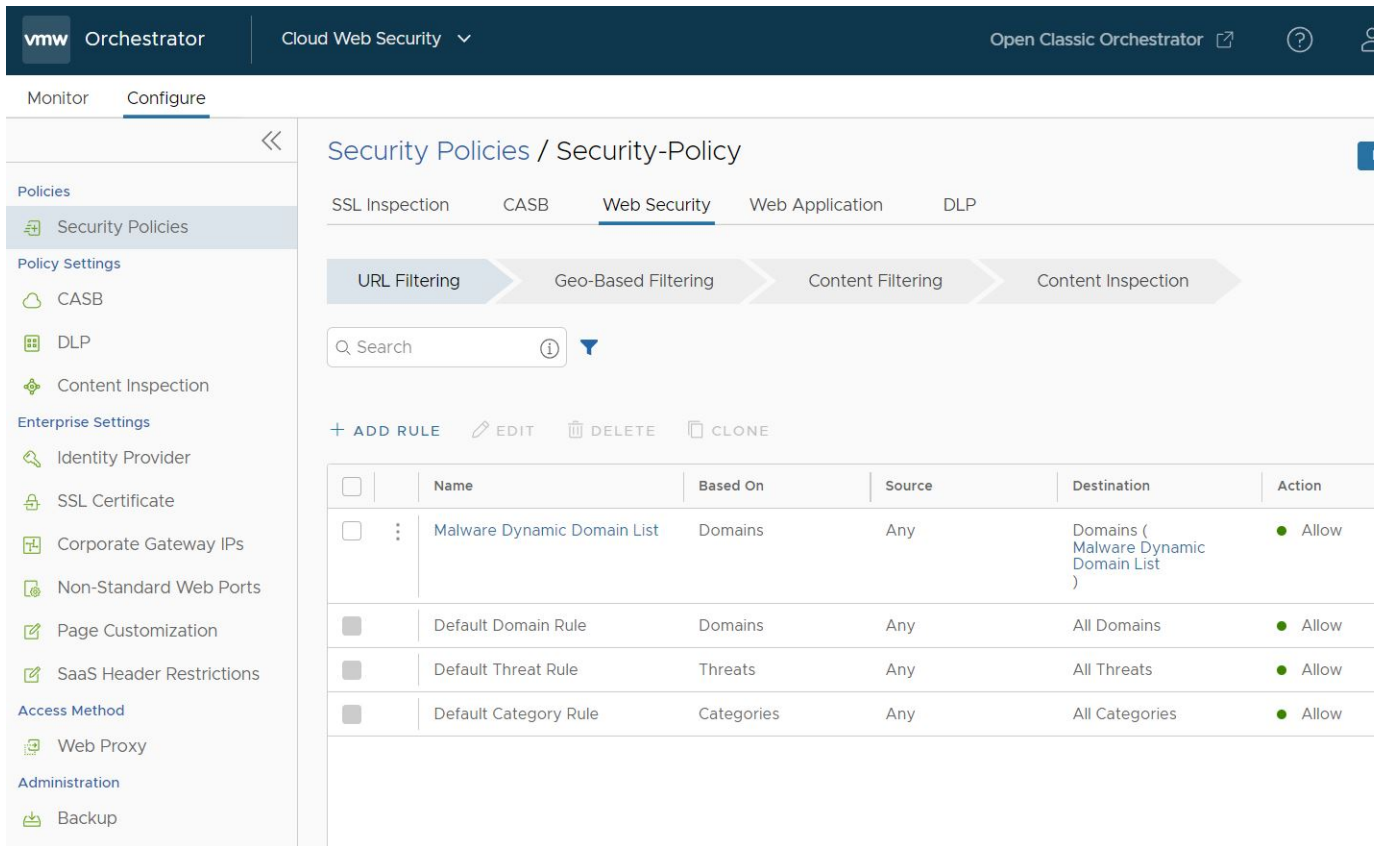 vmw Orchestrator Cloud Web Security Open Classic Orchestrator
Monitor Configure
Security Policies / Security-Policy
Policies
SSL Inspection CASB Web Security Web Application DLP
Security Policies
Policy Settings
URL Filtering Geo-Based Filtering Content Filtering Content Inspection
CASB
DLP
Search
Content Inspection
Enterprise Settings
+ ADD RULE EDIT DELETE CLONE
Identity Provider
Name Based On Source Destination Action
SSL Certificate
Malware Dynamic Domain List Domains Any Domains ( Allow
Corporate Gateway IPs
Malware Dynamic
Domain List
)
Non-Standard Web Ports
Page Customization
Default Domain Rule Domains Any All Domains Allow
SaaS Header Restrictions
Default Threat Rule Threats Any All Threats Allow
Access Method
Default Category Rule Categories Any All Categories Allow
Web Proxy
Administration
Backup